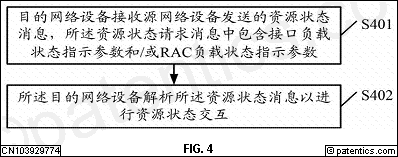 目的网络设备接收源网络设备发送的资源状态
消息，所述资源状态请求消息中包含接口负载
状态指示参数和/或RAC负载状态指示参数
S401
所述目的网络设备解析所述资源状态消息以进
行资源状态交互
S402
CN103929774
FIG. 4
© patentics.com